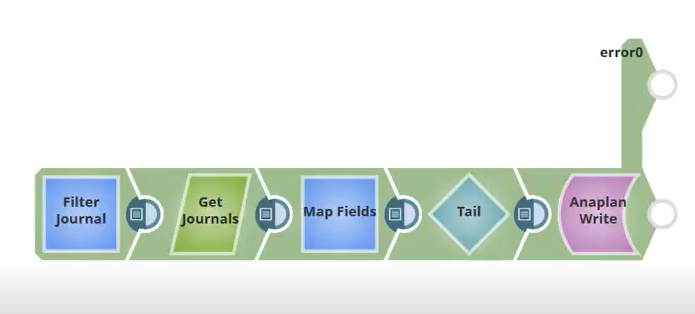 error0
Filter
Journal
Get
Journals
Map Fields
Tail
Anaplan
Write